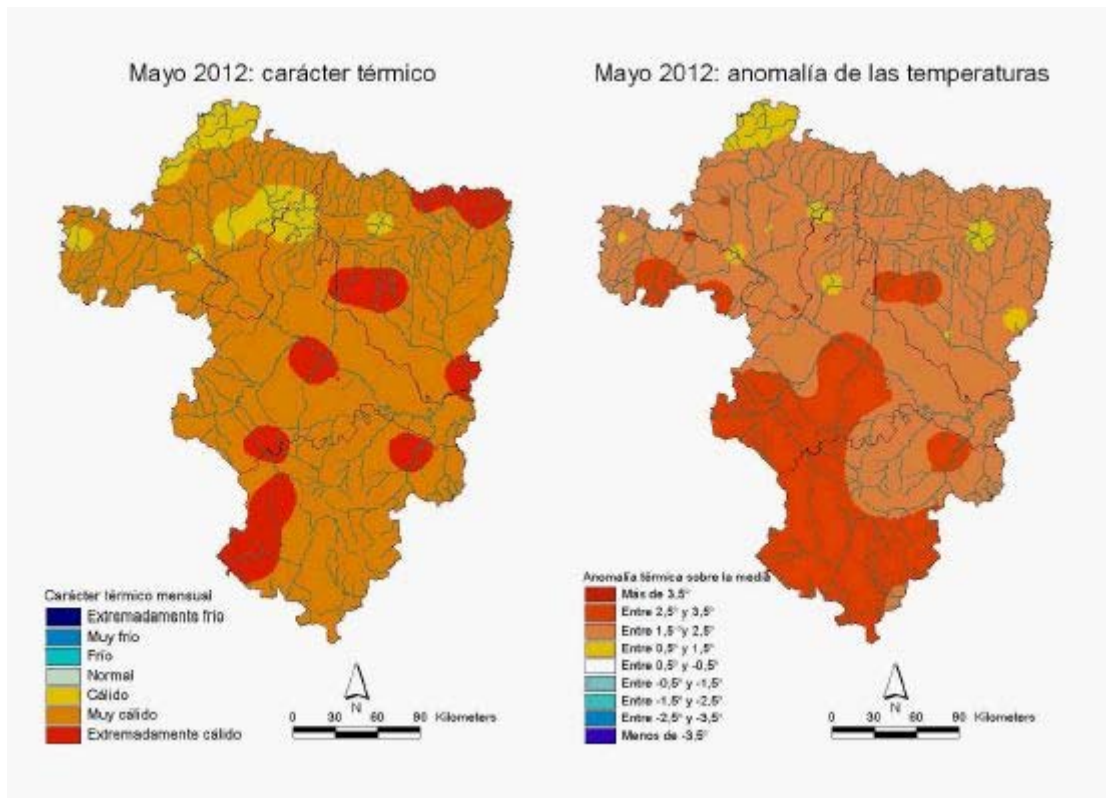 Mayo 2012: carácter térmico
Carácter térmico mensual
Extremadamente frío
Muy frío
Frío
Normal
Cálido
Muy cálido
Extremadamente cálido
N
0 30 60 90 Kilometers
Mayo 2012: anomalía de las temperaturas
Anomalía térmica sobre la media
Más de 3,5°
Entre 2,5° y 3,5°
Entre 1,5° y 2,5°
Entre 0,5° y 1,5°
Entre 0,5° y -0,5°
Entre -0,5° y -1,5°
Entre -1,5° y -2,5°
Entre -2,5° y -3,5°
Menos de -3,5°
N
0 30 60 90 Kilometers